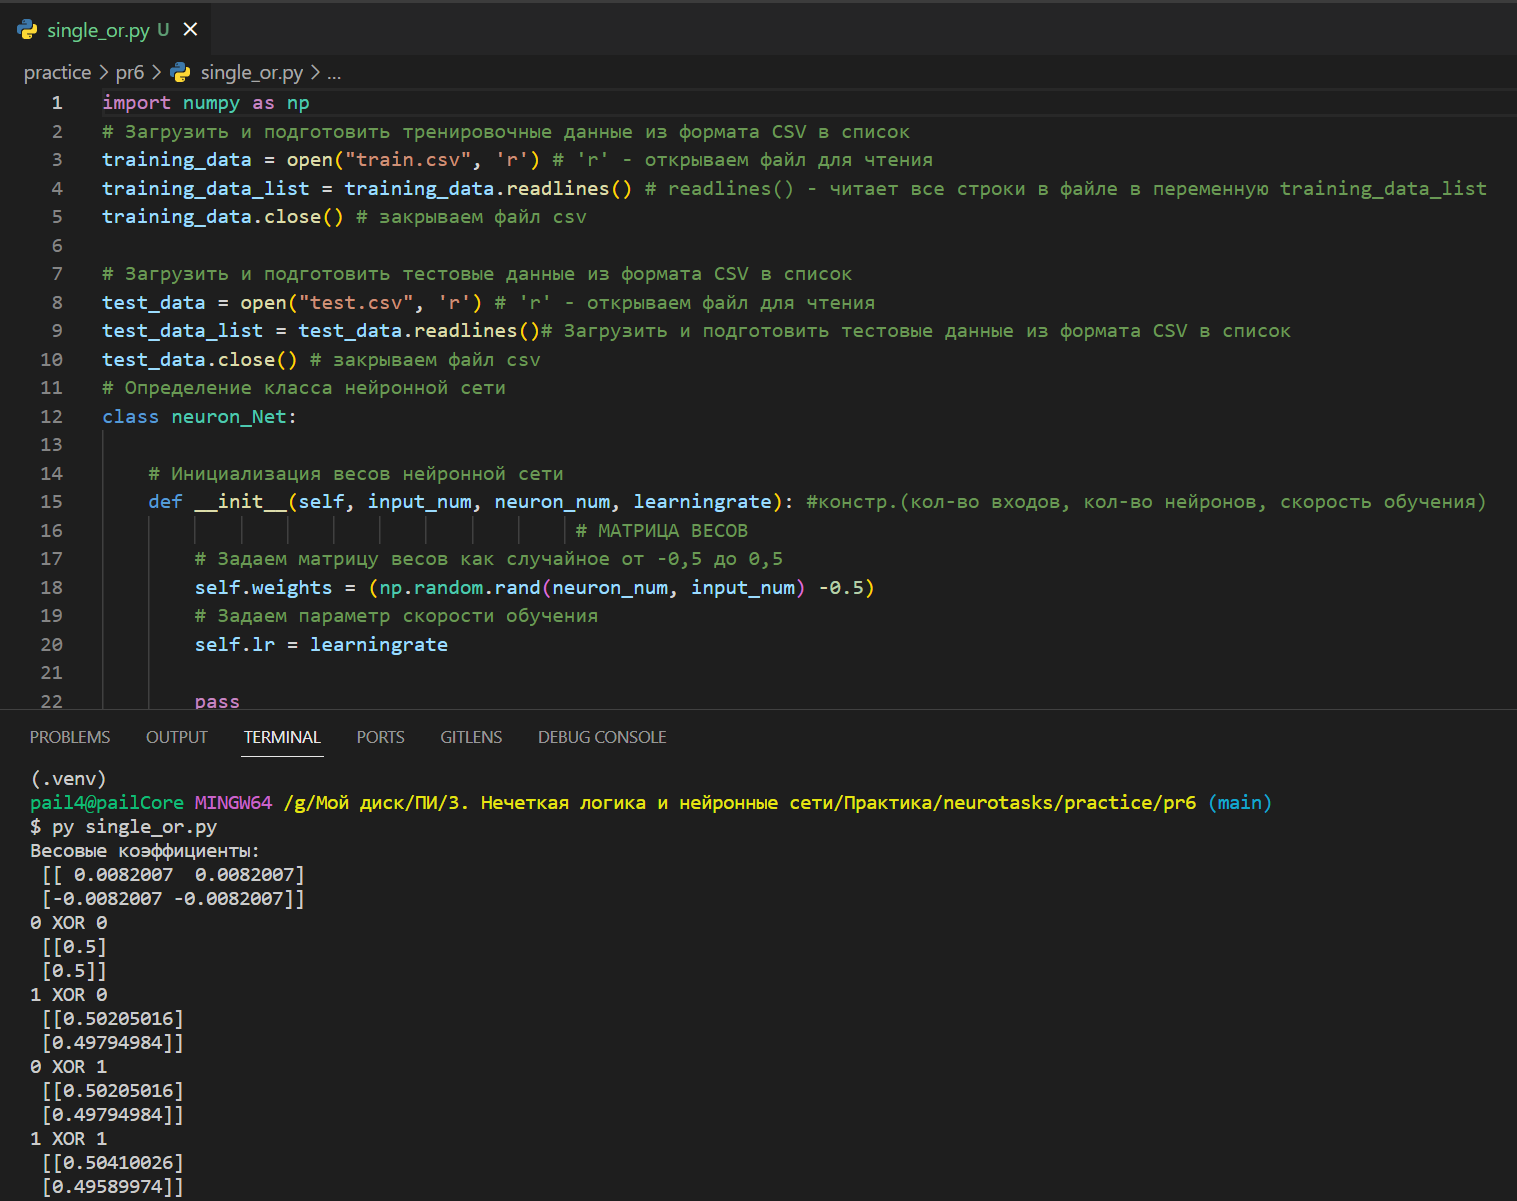 single_or.py U
practice > pr6 > single_or.py > ...
1 import numpy as np
2 # Загрузить и подготовить тренировочные данные из формата CSV в список
3 training_data = open("train.csv", 'r') # 'r' - открываем файл для чтения
4 training_data_list = training_data.readlines() # readlines() - читает все строки в файле в переменную training_data_list
5 training_data.close() # закрываем файл csv
6
7 # Загрузить и подготовить тестовые данные из формата CSV в список
8 test_data = open("test.csv", 'r') # 'r' - открываем файл для чтения
9 test_data_list = test_data.readlines()# Загрузить и подготовить тестовые данные из формата CSV в список
10 test_data.close() # закрываем файл csv
11 # Определение класса нейронной сети
12 class neuron_Net:
13
14 # Инициализация весов нейронной сети
15 def __init__(self, input_num, neuron_num, learningrate): #констр.(кол-во входов, кол-во нейронов, скорость обучения)
16 # МАТРИЦА ВЕСОВ
17 # Задаем матрицу весов как случайное от -0,5 до 0,5
18 self.weights = (np.random.rand(neuron_num, input_num) -0.5)
19 # Задаем параметр скорости обучения
20 self.lr = learningrate
21
22 pass
PROBLEMS OUTPUT TERMINAL PORTS GITLENS DEBUG CONSOLE
(.venv)
pail4@pailCore MINGW64 /g/Мой диск/ПИ/3. Нечеткая логика и нейронные сети/Практика/neurotasks/practice/pr6 (main)
$ py single_or.py
Весовые коэффициенты:
[[ 0.0082007  0.0082007]
[-0.0082007 -0.0082007]]
0 XOR 0
[[0.5]
[0.5]]
1 XOR 0
[[0.50205016]
[0.49794984]]
0 XOR 1
[[0.50205016]
[0.49794984]]
1 XOR 1
[[0.50410026]
[0.49589974]]